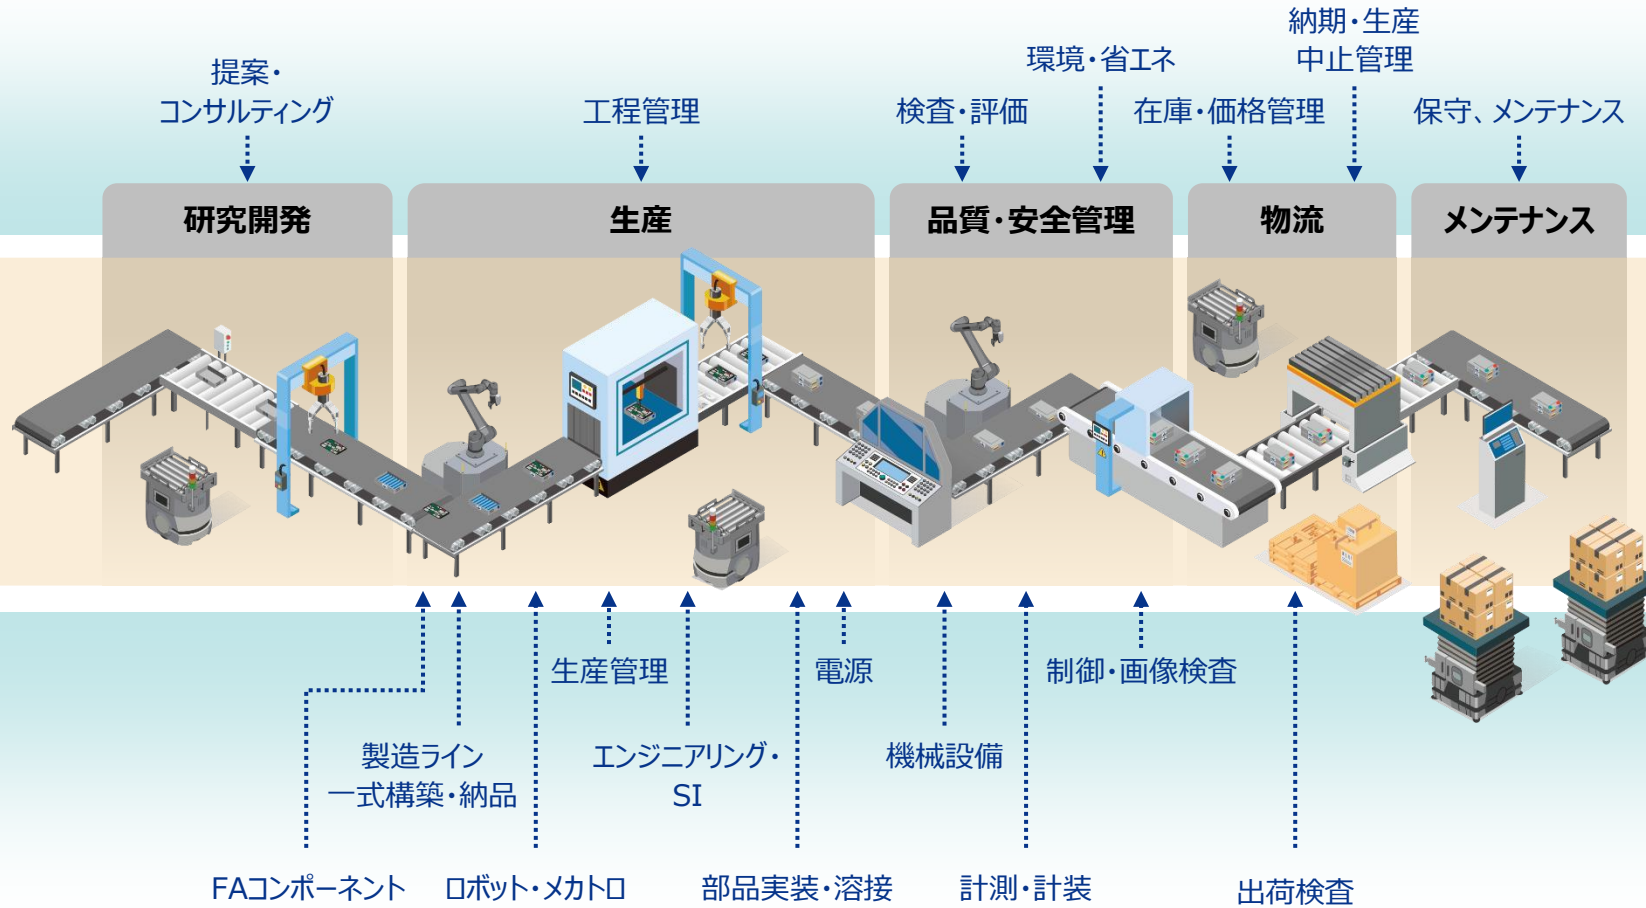 納期・生産
中止管理
環境・省エネ
提案・
コンサルティング
工程管理
検査・評価
在庫・価格管理
保守、メンテナンス
研究開発
生産
品質・安全管理
物流
メンテナンス
生産管理
電源
制御・画像検査
製造ライン
一式構築・納品
エンジニアリング・
SI
機械設備
FAコンポーネント
ロボット・メカトロ
部品実装・溶接
計測・計装
出荷検査